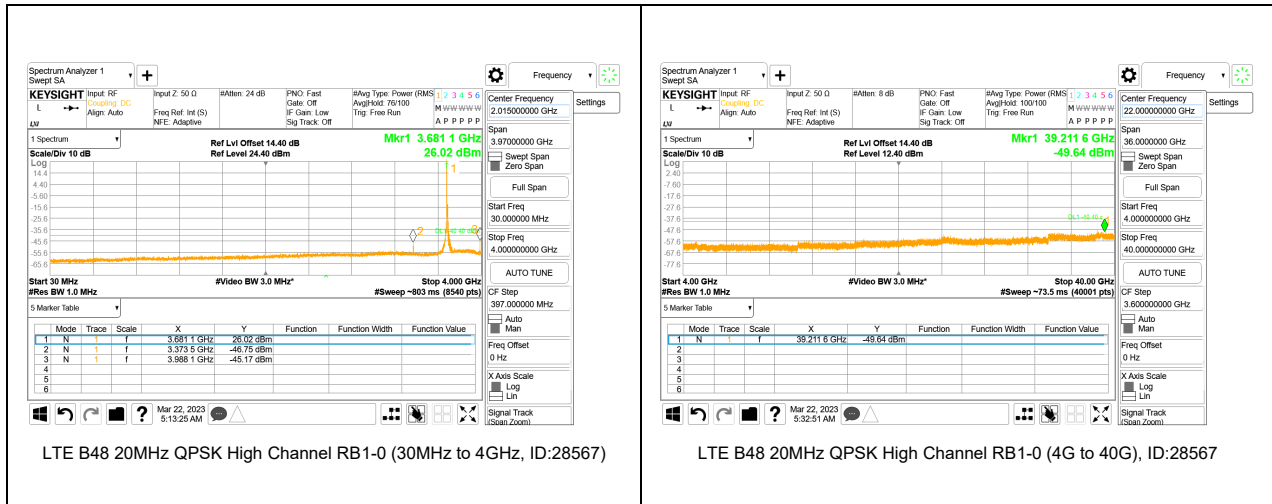 Spectrum Analyzer 1
Swept SA
+
Frequency
KEYSIGHT
L
Input: RF
Coupling: DC
Align: Auto
Input Z: 50 Ω
Freq Ref: Int (S)
NFE: Adaptive
#Atten: 24 dB
PNO: Fast
Gate: Off
IF Gain: Low
Sig Track: Off
#Avg Type: Power (RMS
Avg|Hold: 76/100
Trig: Free Run
1 2 3 4 5 6
M W W W W W
A P P P P P
Center Frequency
2.015000000 GHz
Settings
1 Spectrum
Scale/Div 10 dB
Ref Lvl Offset 14.40 dB
Ref Level 24.40 dBm
Mkr1 3.681 1 GHz
26.02 dBm
Span
3.97000000 GHz
Swept Span
Zero Span
Full Span
Start Freq
30.000000 MHz
Stop Freq
4.000000000 GHz
AUTO TUNE
CF Step
397.000000 MHz
Auto
Man
Freq Offset
0 Hz
X Axis Scale
Log
Lin
Signal Track
(Span Zoom)
Log
14.4
4.40
-5.60
-15.6
-25.6
-35.6
-45.6
-55.6
-65.6
1
2
3
Start 30 MHz
#Video BW 3.0 MHz*
Stop 4.000 GHz
#Res BW 1.0 MHz
#Sweep ~803 ms (8540 pts)
5 Marker Table
Mode Trace Scale X Y Function Function Width Function Value
1 N 1 f 3.681 1 GHz 26.02 dBm
2 N 1 f 3.373 5 GHz -46.75 dBm
3 N 1 f 3.988 1 GHz -45.17 dBm
4
5
6
?
Mar 22, 2023
5:13:25 AM
LTE B48 20MHz QPSK High Channel RB1-0 (30MHz to 4GHz, ID:28567)
Spectrum Analyzer 1
Swept SA
+
Frequency
KEYSIGHT
L
Input: RF
Coupling: DC
Align: Auto
Input Z: 50 Ω
Freq Ref: Int (S)
NFE: Adaptive
#Atten: 8 dB
PNO: Fast
Gate: Off
IF Gain: Low
Sig Track: Off
#Avg Type: Power (RMS
Avg|Hold: 100/100
Trig: Free Run
1 2 3 4 5 6
M W W W W W
A P P P P P
Center Frequency
22.000000000 GHz
Settings
1 Spectrum
Scale/Div 10 dB
Ref Lvl Offset 14.40 dB
Ref Level 12.40 dBm
Mkr1 39.211 6 GHz
-49.64 dBm
Span
36.0000000 GHz
Swept Span
Zero Span
Full Span
Start Freq
4.000000000 GHz
Stop Freq
40.00000000 GHz
AUTO TUNE
CF Step
3.600000000 GHz
Auto
Man
Freq Offset
0 Hz
X Axis Scale
Log
Lin
Signal Track
(Span Zoom)
Log
2.40
-7.60
-17.6
-27.6
-37.6
-47.6
-57.6
-67.6
-77.6
Start 4.00 GHz
#Video BW 3.0 MHz*
Stop 40.00 GHz
#Res BW 1.0 MHz
#Sweep ~73.5 ms (40001 pts)
5 Marker Table
Mode Trace Scale X Y Function Function Width Function Value
1 N 1 f 39.211 6 GHz -49.64 dBm
2
3
4
5
6
?
Mar 22, 2023
5:32:51 AM
LTE B48 20MHz QPSK High Channel RB1-0 (4G to 40G), ID:28567